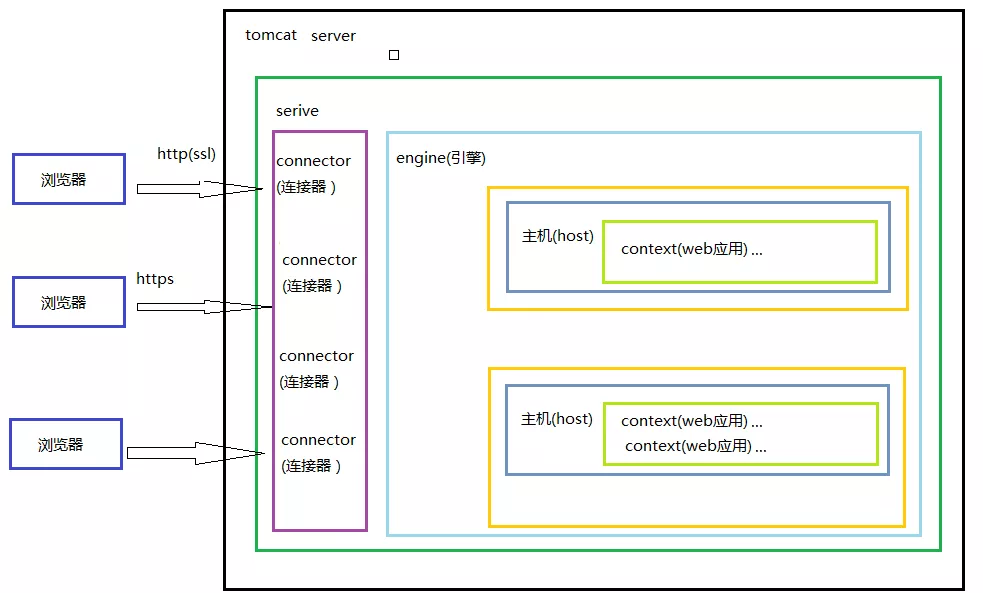 tomcat server
serive
http(ssl)
浏览器
connector
(连接器 )
engine(引擎)
主机(host)
context(web应用) ...
https
浏览器
connector
(连接器 )
connector
(连接器 )
主机(host)
context(web应用) ...
context(web应用) ...
浏览器
connector
(连接器 )